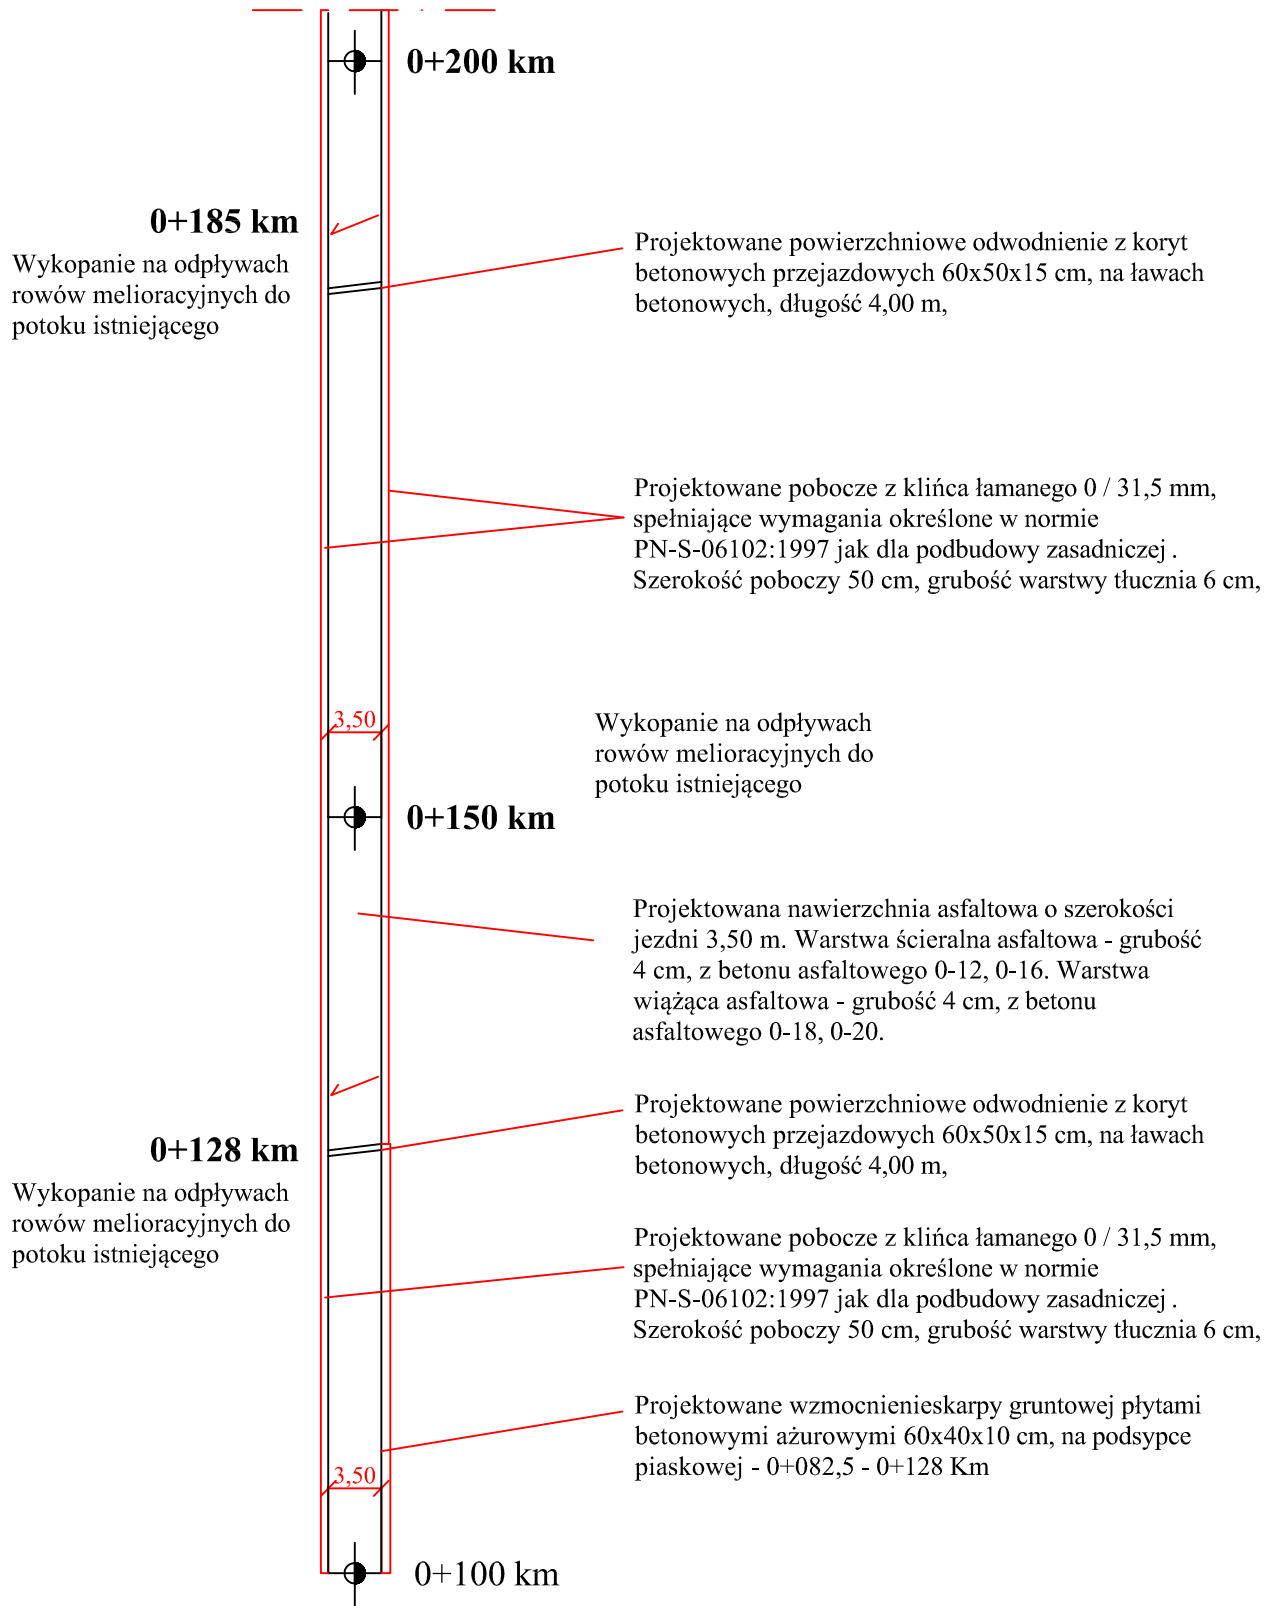 0+200 km
0+185 km
Wykopanie na odpływach
rowów melioracyjnych do
potoku istniejącego
Projektowane powierzchniowe odwodnienie z koryt
betonowych przejazdowych 60x50x15 cm, na ławach
betonowych, długość 4,00 m,
Projektowane pobocze z klińca łamanego 0 / 31,5 mm,
spełniające wymagania określone w normie
PN-S-06102:1997 jak dla podbudowy zasadniczej .
Szerokość poboczy 50 cm, grubość warstwy tłucznia 6 cm,
3,50
Wykopanie na odpływach
rowów melioracyjnych do
potoku istniejącego
0+150 km
Projektowana nawierzchnia asfaltowa o szerokości
jezdni 3,50 m. Warstwa ścieralna asfaltowa - grubość
4 cm, z betonu asfaltowego 0-12, 0-16. Warstwa
wiążąca asfaltowa - grubość 4 cm, z betonu
asfaltowego 0-18, 0-20.
Projektowane powierzchniowe odwodnienie z koryt
betonowych przejazdowych 60x50x15 cm, na ławach
betonowych, długość 4,00 m,
0+128 km
Wykopanie na odpływach
rowów melioracyjnych do
potoku istniejącego
Projektowane pobocze z klińca łamanego 0 / 31,5 mm,
spełniające wymagania określone w normie
PN-S-06102:1997 jak dla podbudowy zasadniczej .
Szerokość poboczy 50 cm, grubość warstwy tłucznia 6 cm,
Projektowane wzmocnienieskarpy gruntowej płytami
betonowymi ażurowymi 60x40x10 cm, na podsypce
piaskowej - 0+082,5 - 0+128 Km
3,50
0+100 km